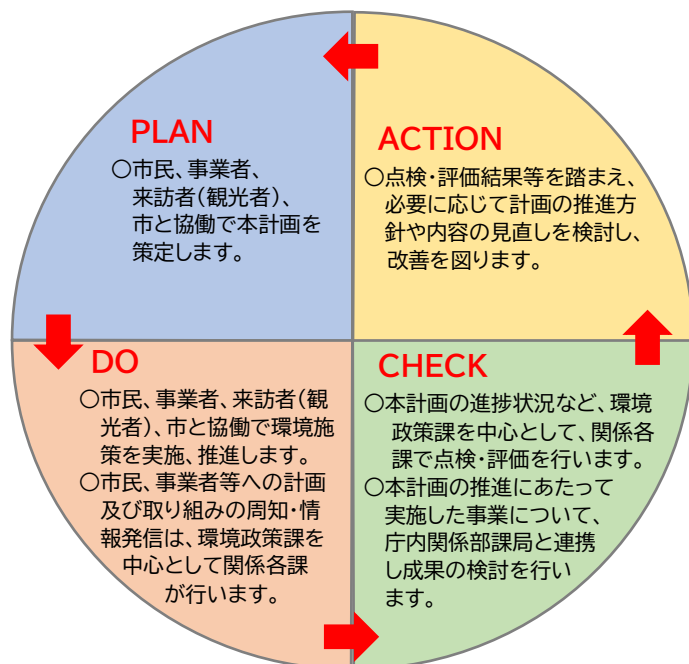 PLAN
○市民、事業者、
来訪者(観光者)、
市と協働で本計画を
策定します。
ACTION
○点検・評価結果等を踏まえ、
必要に応じて計画の推進方
針や内容の見直しを検討し、
改善を図ります。
DO
○市民、事業者、来訪者(観
光者)、市と協働で環境施
策を実施、推進します。
○市民、事業者等への計画
及び取り組みの周知・情
報発信は、環境政策課を
中心として関係各課
が行います。
CHECK
○本計画の進捗状況など、環境
政策課を中心として、関係各
課で点検・評価を行います。
○本計画の推進にあたって
実施した事業について、
庁内関係部課局と連携
し成果の検討を行い
ます。